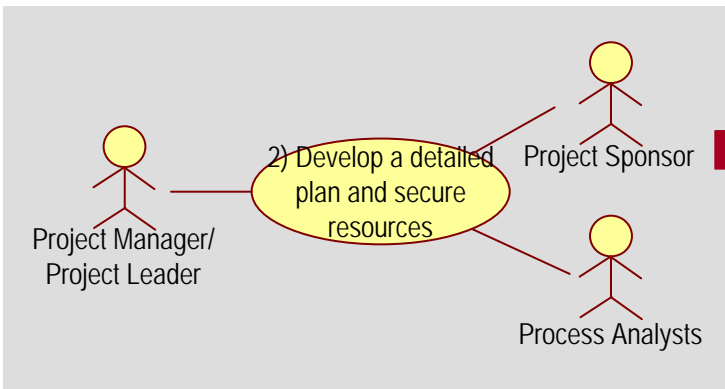 2) Develop a detailed
plan and secure
resources
Project Sponsor
Project Manager/
Project Leader
Process Analysts